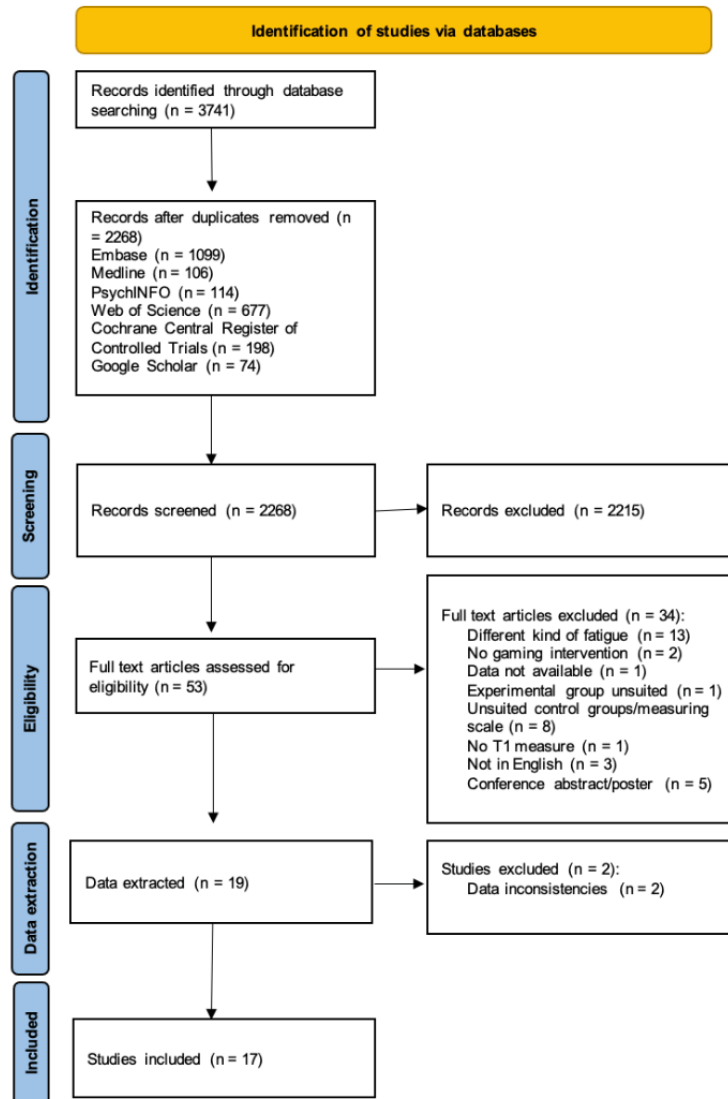 Identification of studies via databases
Identification
Records identified through database
searching (n = 3741)
Records after duplicates removed (n
= 2268)
Embase (n = 1099)
Medline (n = 106)
PsychINFO (n = 114)
Web of Science (n = 677)
Cochrane Central Register of
Controlled Trials (n = 198)
Google Scholar (n = 74)
Screening
Records screened (n = 2268)
Records excluded (n = 2215)
Eligibility
Full text articles assessed for
eligibility (n = 53)
Full text articles excluded (n = 34):
Different kind of fatigue (n = 13)
No gaming intervention (n = 2)
Data not available (n = 1)
Experimental group unsuited (n = 1)
Unsuited control groups/measuring
scale (n = 8)
No T1 measure (n = 1)
Not in English (n = 3)
Conference abstract/poster (n = 5)
Data extraction
Data extracted (n = 19)
Studies excluded (n = 2):
Data inconsistencies (n = 2)
Included
Studies included (n = 17)